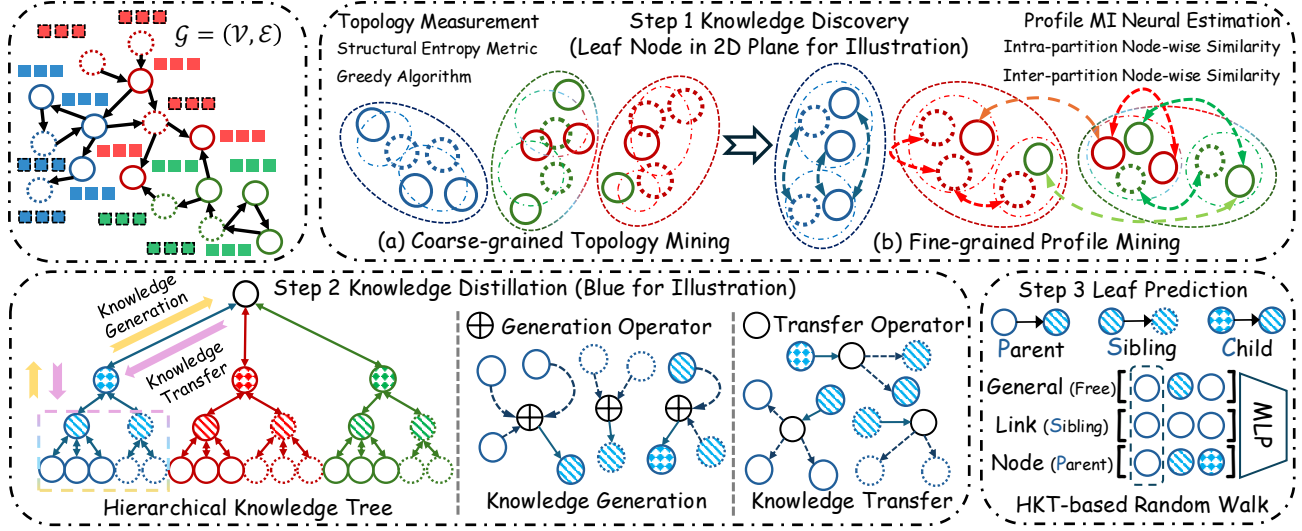 𝒢 = (𝒱, ℰ)
Topology Measurement
Structural Entropy Metric
Greedy Algorithm
Step 1 Knowledge Discovery
(Leaf Node in 2D Plane for Illustration)
Profile MI Neural Estimation
Intra-partition Node-wise Similarity
Inter-partition Node-wise Similarity
(a) Coarse-grained Topology Mining
(b) Fine-grained Profile Mining
Step 2 Knowledge Distillation (Blue for Illustration)
Knowledge
Generation
Knowledge
Transfer
Hierarchical Knowledge Tree
Generation Operator
Knowledge Generation
Transfer Operator
Knowledge Transfer
Step 3 Leaf Prediction
Parent
Sibling
Child
General (Free)
Link (Sibling)
Node (Parent)
MLP
HKT-based Random Walk